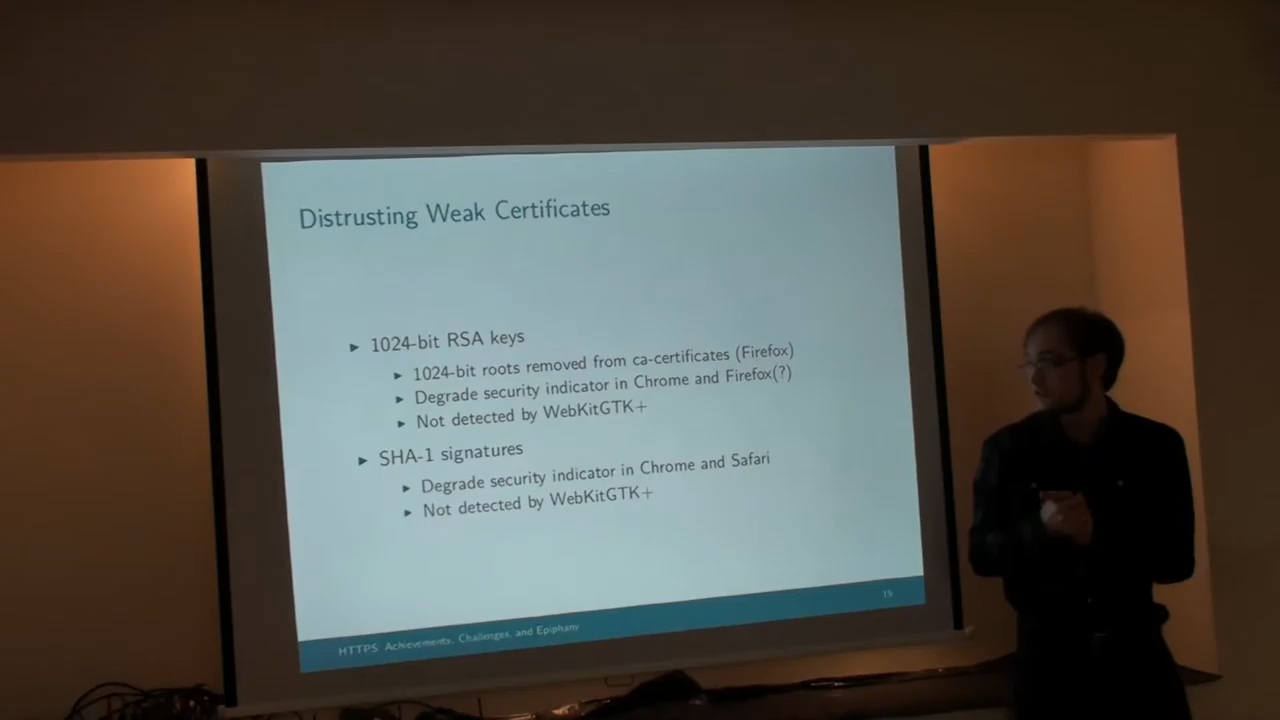 Distrusting Weak Certificates
▶ 1024-bit RSA keys
▶ 1024-bit roots removed from ca-certificates (Firefox)
▶ Degrade security indicator in Chrome and Firefox(?)
▶ Not detected by WebKitGTK+
▶ SHA-1 signatures
▶ Degrade security indicator in Chrome and Safari
▶ Not detected by WebKitGTK+
15
HTTPS: Achievements, Challenges, and Epiphany